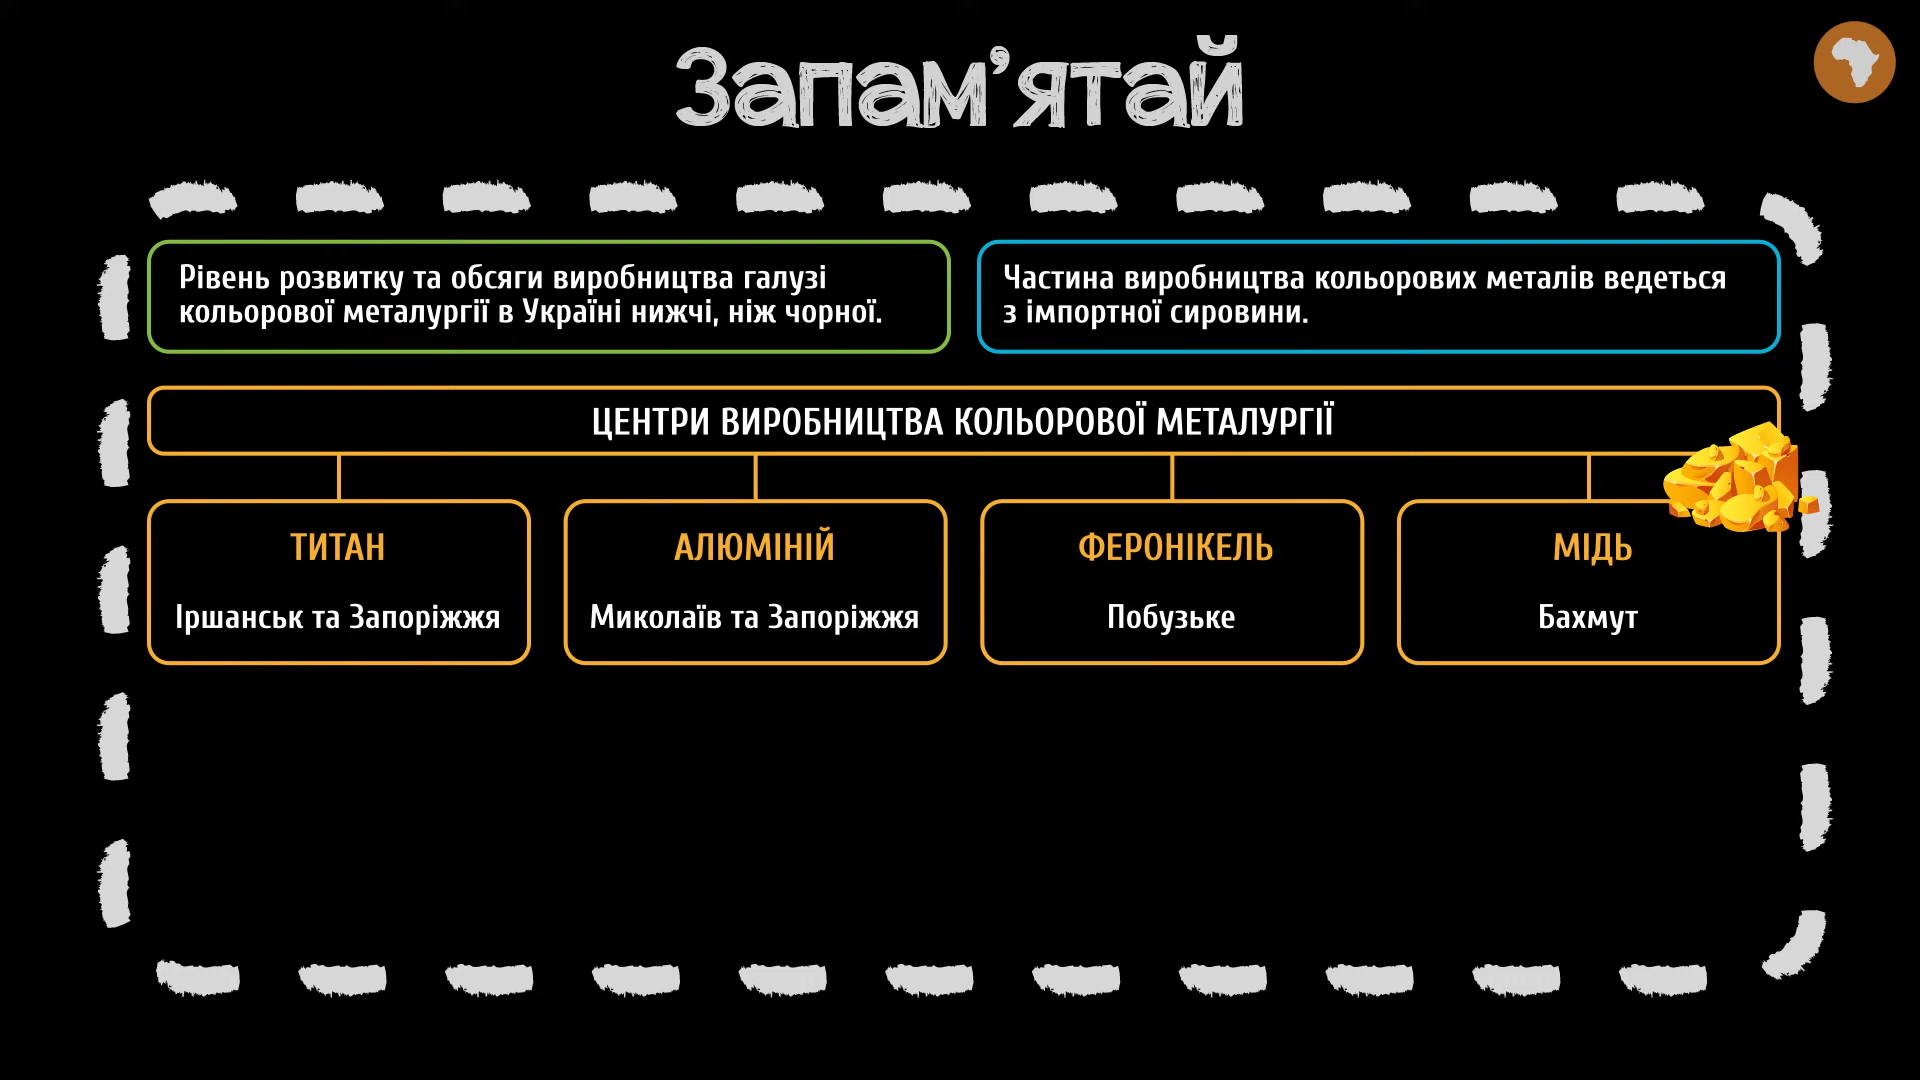 Запам’ятай
Рівень розвитку та обсяги виробництва галузі
кольорової металургії в Україні нижчі, ніж чорної.
Частина виробництва кольорових металів ведеться
з імпортної сировини.
ЦЕНТРИ ВИРОБНИЦТВА КОЛЬОРОВОЇ МЕТАЛУРГІЇ
ТИТАН
Іршанськ та Запоріжжя
АЛЮМІНІЙ
Миколаїв та Запоріжжя
ФЕРОНІКЕЛЬ
Побузьке
МІДЬ
Бахмут